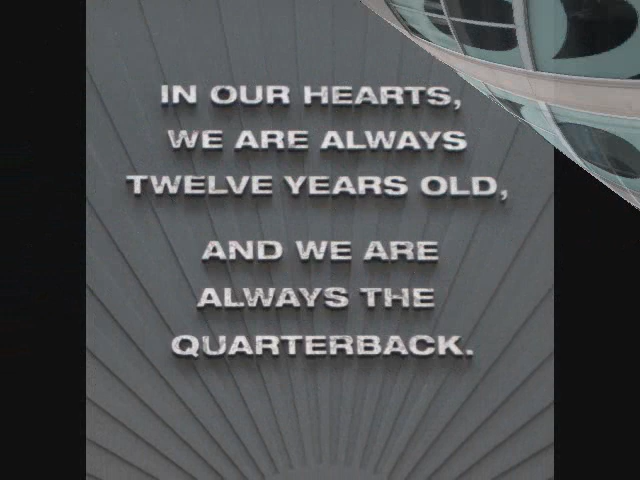 IN OUR HEARTS,
WE ARE ALWAYS
TWELVE YEARS OLD,
AND WE ARE
ALWAYS THE
QUARTERBACK.